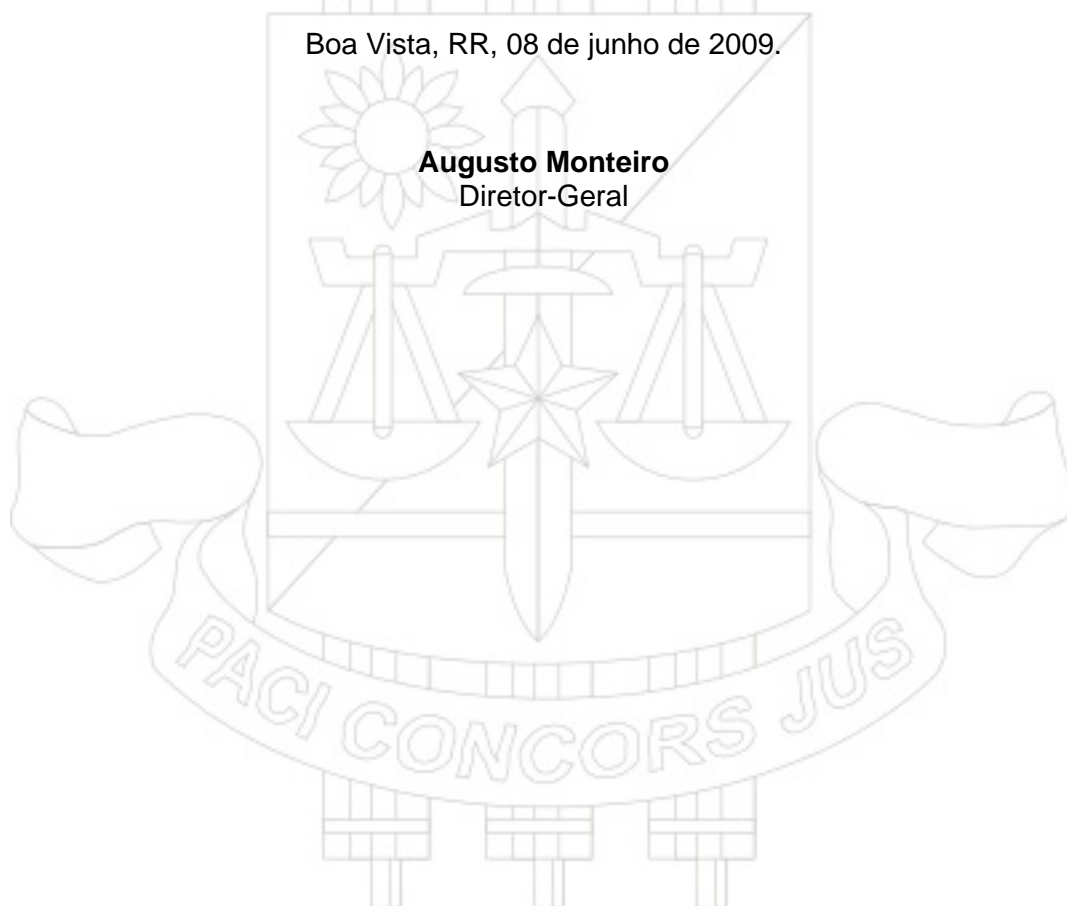 Boa Vista, RR, 08 de junho de 2009.
Augusto Monteiro
Diretor-Geral
PACI CONCORS JUS